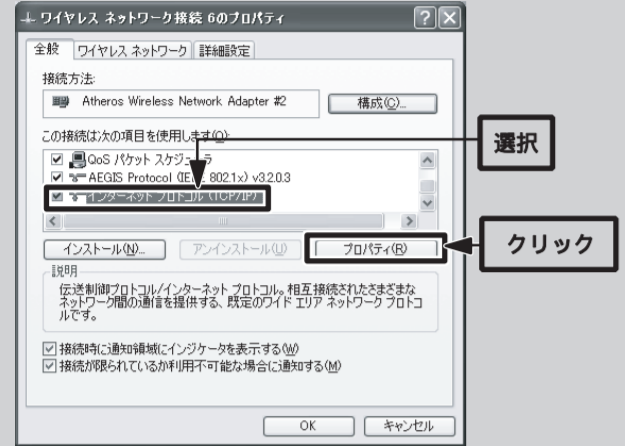 ワイヤレス ネットワーク接続 6のプロパティ
全般 ワイヤレス ネットワーク 詳細設定
接続方法:
Atheros Wireless Network Adapter #2 構成(C)...
この接続は次の項目を使用します(O):
選択
QoS パケット スケジューラ
AEGIS Protocol (IEEE 802.1x) v3.2.0.3
インターネット プロトコル (TCP/IP)
インストール(N)... アンインストール(U) プロパティ(R)
クリック
説明
伝送制御プロトコル/インターネット プロトコル。相互接続されたさまざまな
ネットワーク間の通信を提供する、既定のワイド エリア ネットワーク プロトコ
ルです。
接続時に通知領域にインジケータを表示する(W)
接続が限られているか利用不可能な場合に通知する(M)
OK キャンセル